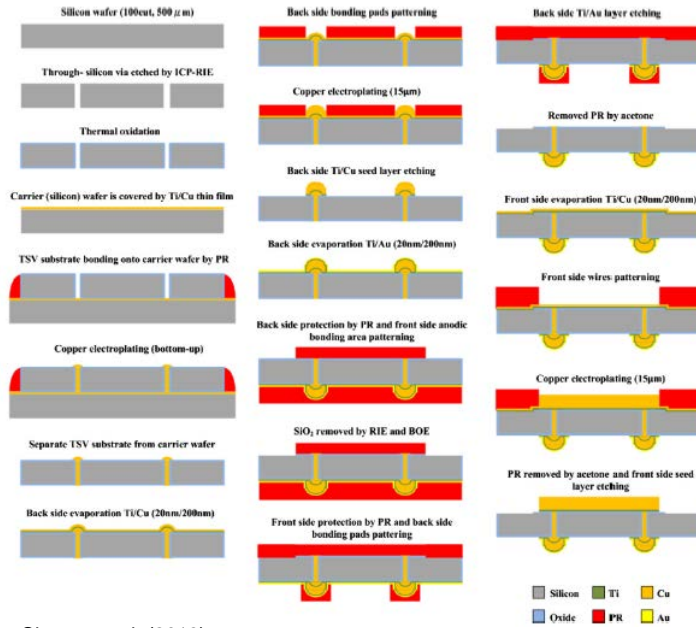 Silicon wafer (100cut, 500μm)
Through- silicon via etched by ICP-RIE
Thermal oxidation
Carrier (silicon) wafer is covered by Ti/Cu thin film
TSV substrate bonding onto carrier wafer by PR
Copper electroplating (bottom-up)
Separate TSV substrate from carrier wafer
Back side evaporation Ti/Cu (20nm/200nm)
Back side bonding pads patterning
Copper electroplating (15μm)
Back side Ti/Cu seed layer etching
Back side evaporation Ti/Au (20nm/200nm)
Back side protection by PR and front side anodic
bonding area patterning
SiO₂ removed by RIE and BOE
Front side protection by PR and back side
bonding pads pattering
Back side Ti/Au layer etching
Removed PR by acetone
Front side evaporation Ti/Cu (20nm/200nm)
Front side wires patterning
Copper electroplating (15μm)
PR removed by acetone and front side seed
layer etching
Silicon Ti Cu
Oxide PR Au